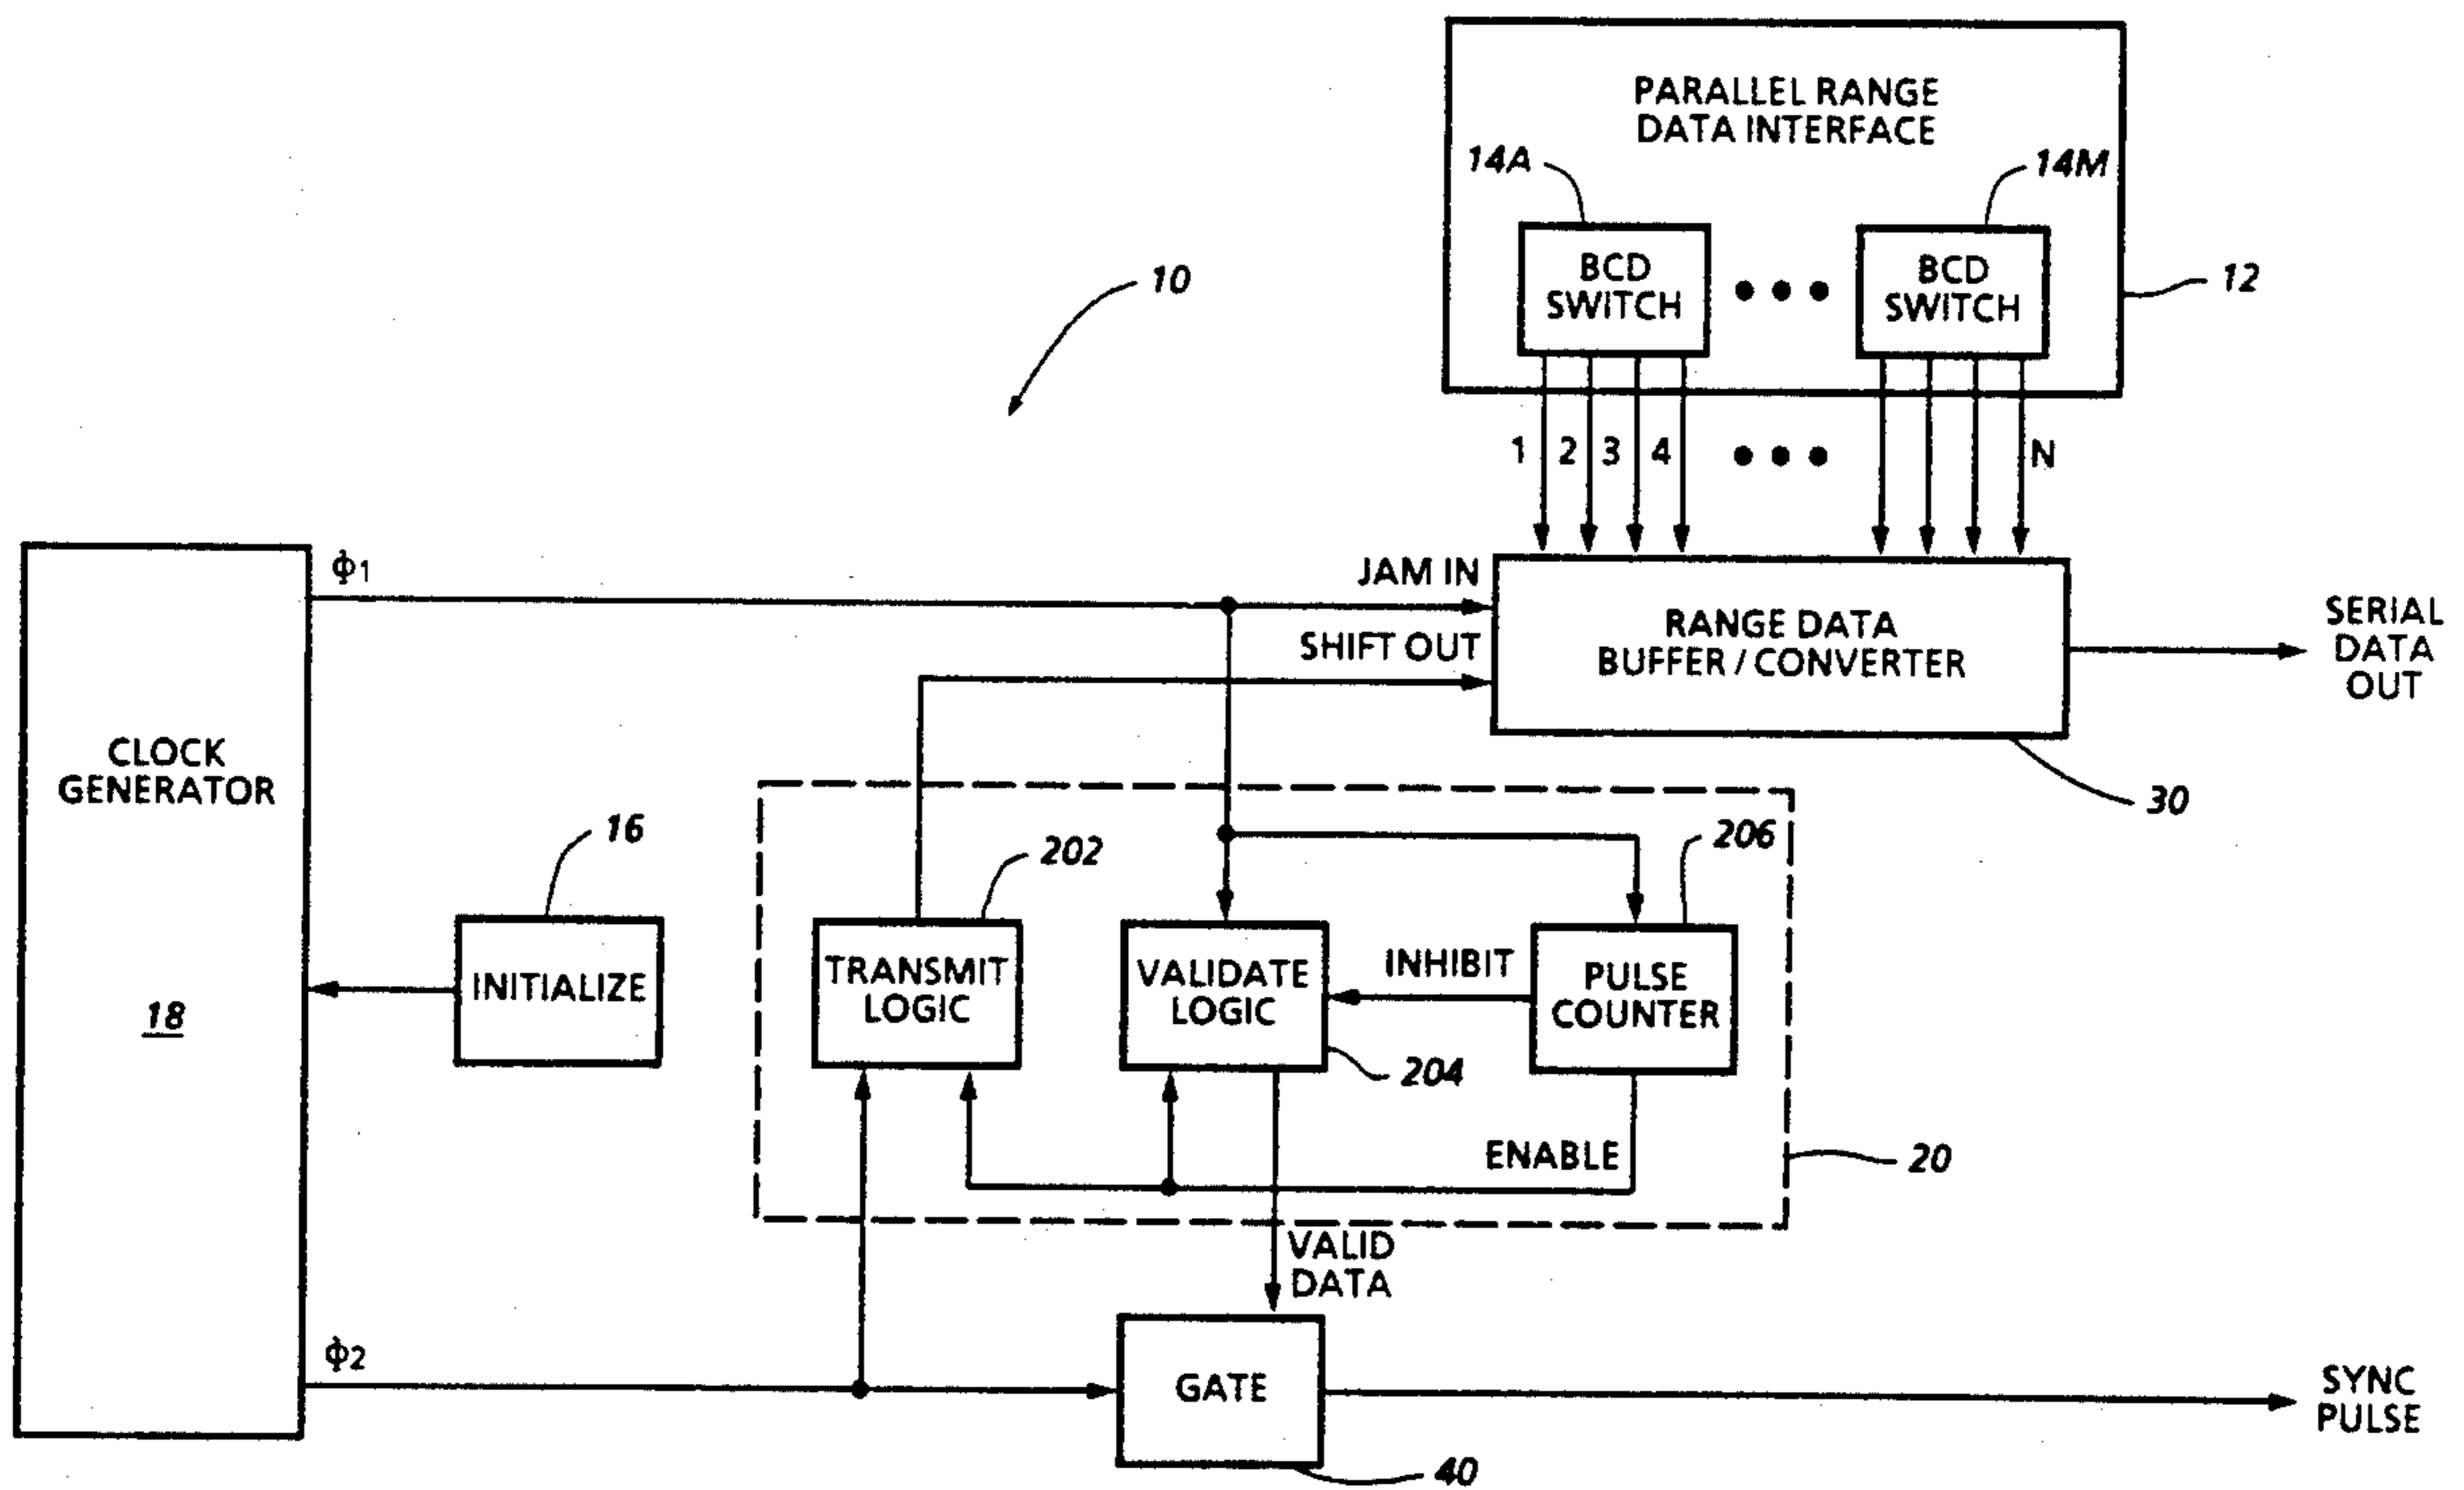 PARALLEL RANGE
DATA INTERFACE
14A
14M
BCD
SWITCH
BCD
SWITCH
12
10
1 2 3 4 N
ϕ1
JAM IN
SHIFT OUT
RANGE DATA
BUFFER / CONVERTER
SERIAL
DATA
OUT
30
CLOCK
GENERATOR
18
16
INITIALIZE
202
206
TRANSMIT
LOGIC
VALIDATE
LOGIC
INHIBIT
PULSE
COUNTER
204
ENABLE
20
VALID
DATA
ϕ2
GATE
40
SYNC
PULSE